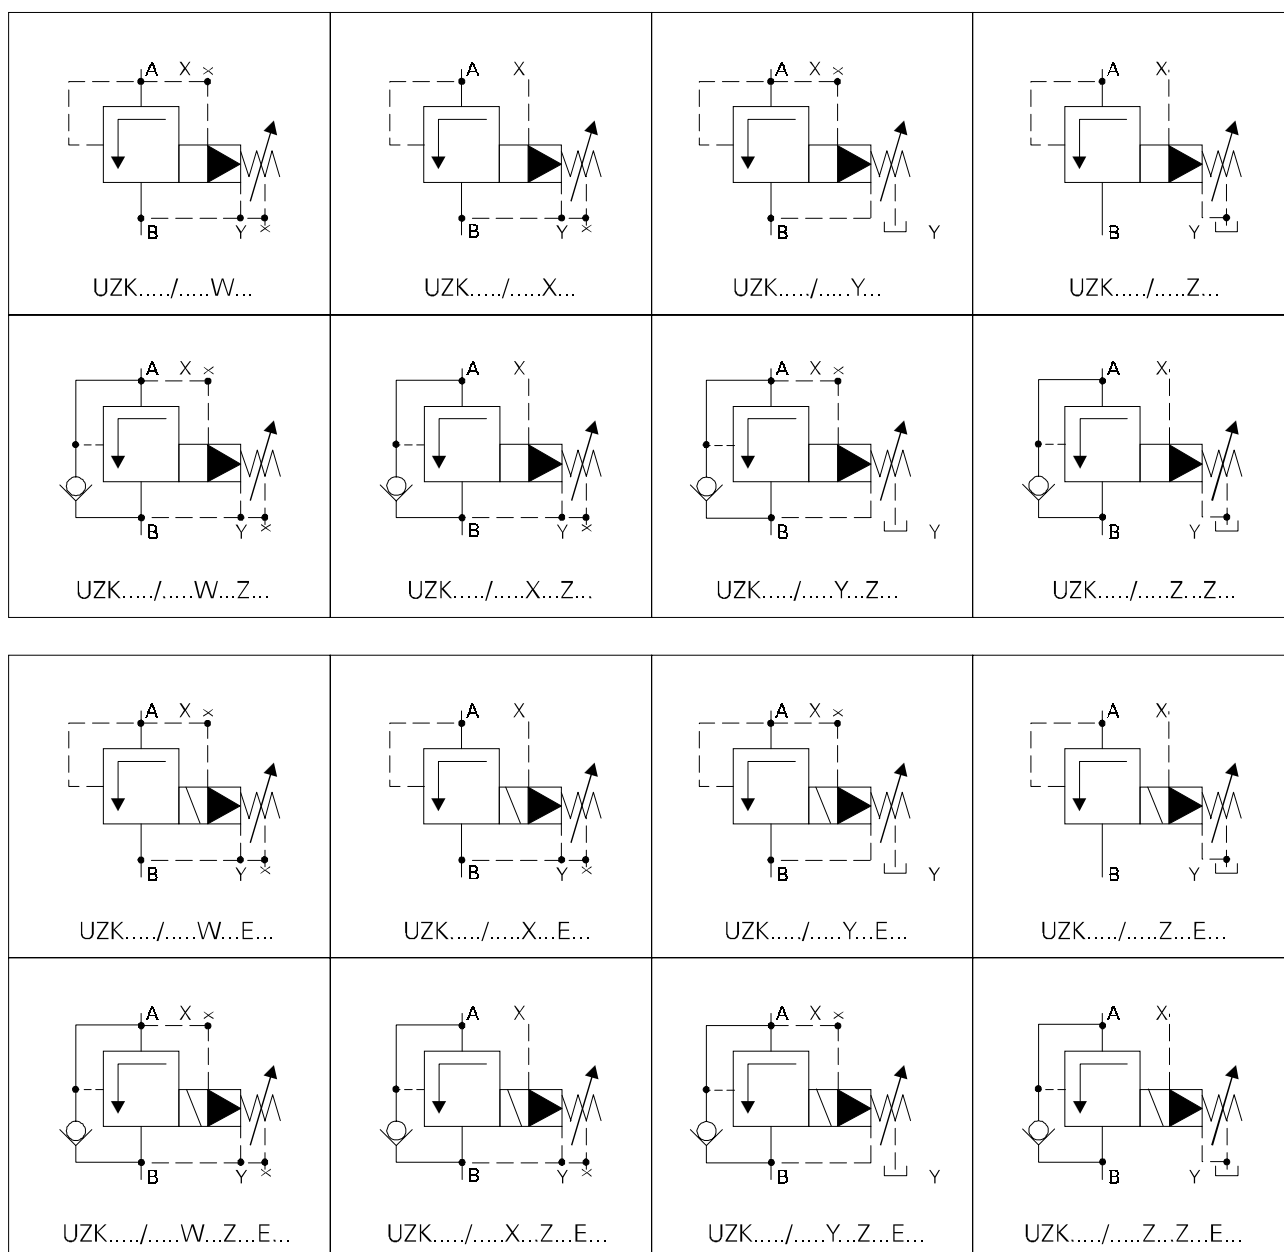 A X x A X A X x A X
B Y x B Y x B Y B Y
UZK...../.....W... UZK...../.....X... UZK...../.....Y... UZK...../.....Z...
A X x A X A X x A X
B Y x B Y x B Y B Y
UZK...../.....W...Z... UZK...../.....X...Z... UZK...../.....Y...Z... UZK...../.....Z...Z...
A X x A X A X x A X
B Y x B Y x B Y B Y
UZK...../.....W...E... UZK...../.....X...E... UZK...../.....Y...E... UZK...../.....Z...E...
A X x A X A X x A X
B Y x B Y x B Y B Y
UZK...../.....W...Z...E... UZK...../.....X...Z...E... UZK...../.....Y...Z...E... UZK...../.....Z...Z...E...